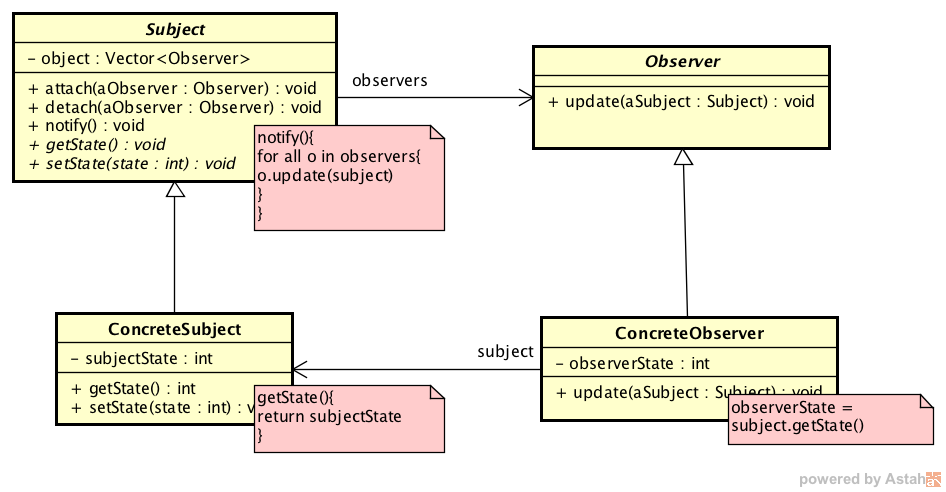 Subject
- object : Vector<Observer>
+ attach(aObserver : Observer) : void
+ detach(aObserver : Observer) : void
+ notify() : void
+ getState() : void
+ setState(state : int) : void
notify(){
for all o in observers{
o.update(subject)
}
}
observers
Observer
+ update(aSubject : Subject) : void
ConcreteSubject
- subjectState : int
+ getState() : int
+ setState(state : int) :
getState(){
return subjectState
}
subject
ConcreteObserver
- observerState : int
+ update(aSubject : Subject) : void
observerState =
subject.getState()
powered by Astah